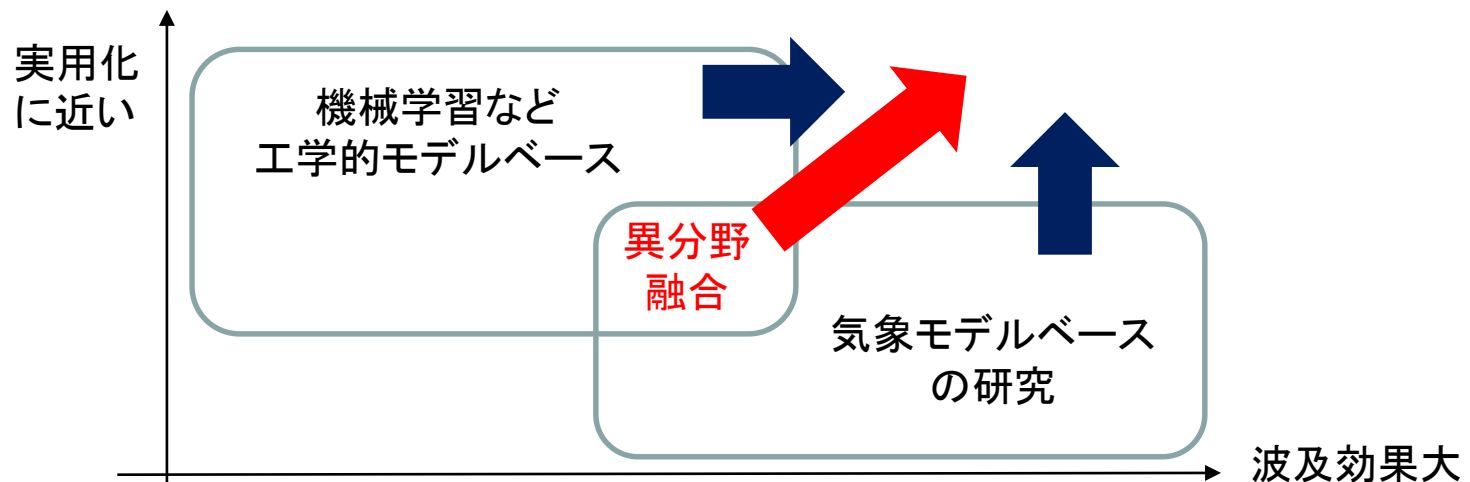 実用化
に近い
機械学習など
工学的モデルベース
異分野
融合
気象モデルベース
の研究
波及効果大